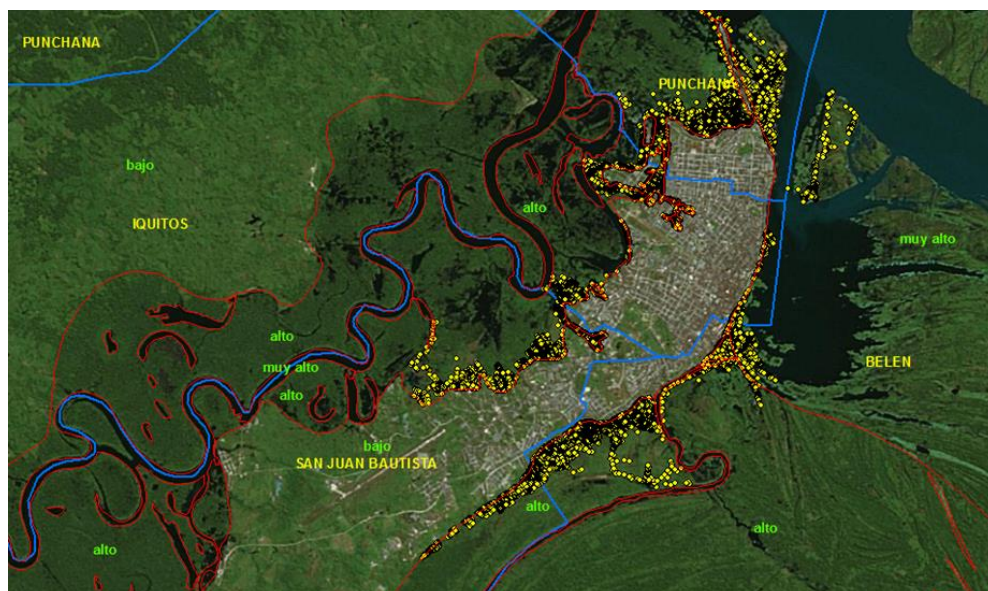 PUNCHANA
PUNCHANA
bajo
alto
IQUITOS
muy alto
alto
muy alto
BELEN
alto
bajo
SAN JUAN BAUTISTA
alto
alto
alto